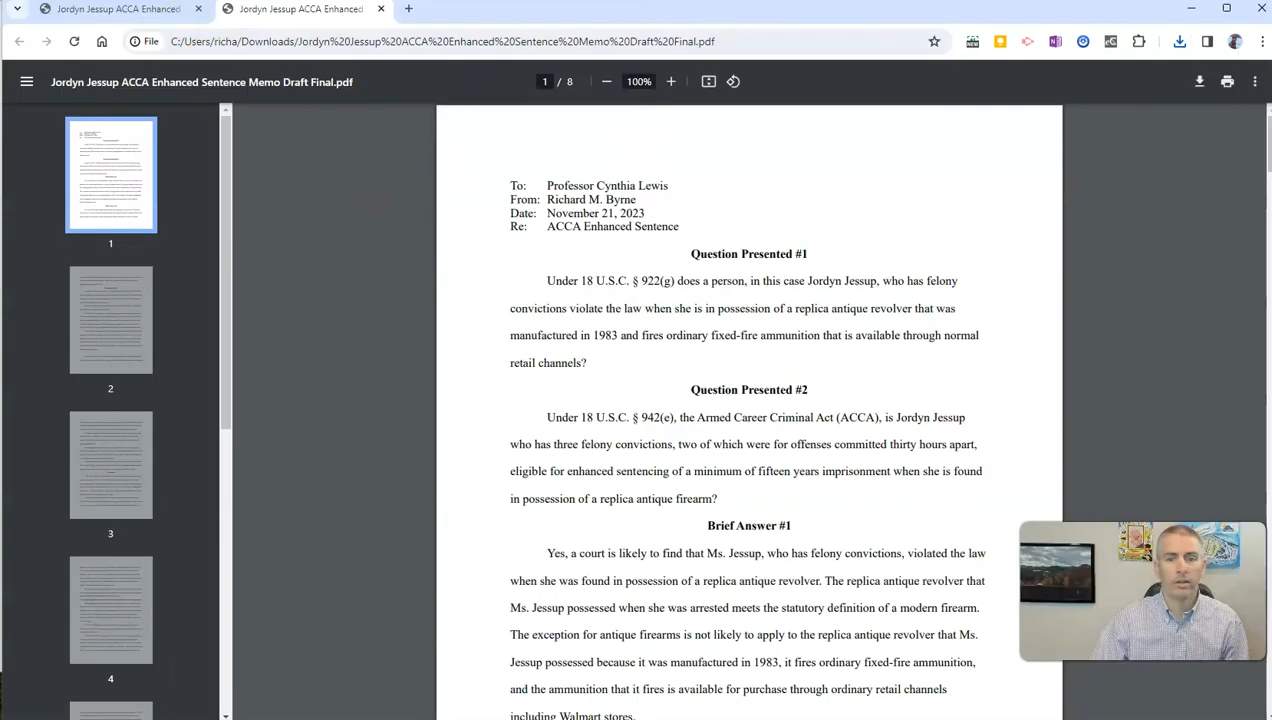 Jordyn Jessup ACCA Enhanced
Jordyn Jessup ACCA Enhanced
File
C:/Users/richa/Downloads/Jordyn%20Jessup%20ACCA%20Enhanced%20Sentence%20Memo%20Draft%20Final.pdf
NEW
Jordyn Jessup ACCA Enhanced Sentence Memo Draft Final.pdf
1 / 8
100%
1
2
3
4
To: Professor Cynthia Lewis
From: Richard M. Byrne
Date: November 21, 2023
Re: ACCA Enhanced Sentence
Question Presented #1
Under 18 U.S.C. § 922(g) does a person, in this case Jordyn Jessup, who has felony
convictions violate the law when she is in possession of a replica antique revolver that was
manufactured in 1983 and fires ordinary fixed-fire ammunition that is available through normal
retail channels?
Question Presented #2
Under 18 U.S.C. § 942(e), the Armed Career Criminal Act (ACCA), is Jordyn Jessup
who has three felony convictions, two of which were for offenses committed thirty hours apart,
eligible for enhanced sentencing of a minimum of fifteen years imprisonment when she is found
in possession of a replica antique firearm?
Brief Answer #1
Yes, a court is likely to find that Ms. Jessup, who has felony convictions, violated the law
when she was found in possession of a replica antique revolver. The replica antique revolver that
Ms. Jessup possessed when she was arrested meets the statutory definition of a modern firearm.
The exception for antique firearms is not likely to apply to the replica antique revolver that Ms.
Jessup possessed because it was manufactured in 1983, it fires ordinary fixed-fire ammunition,
and the ammunition that it fires is available for purchase through ordinary retail channels
including Walmart stores.